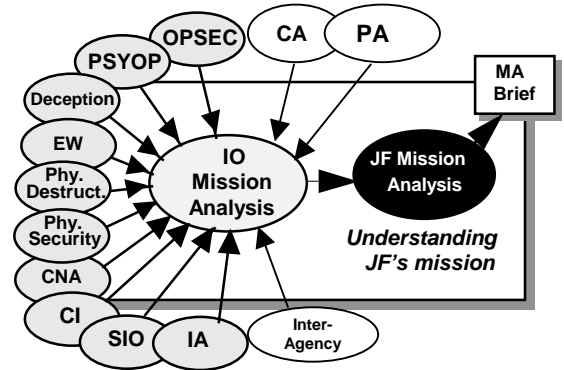 OPSEC
CA
PA
PSYOP
MA
Brief
Deception
EW
IO
Mission
Analysis
JF Mission
Analysis
Phy.
Destruct.
Phy.
Security
Understanding
JF's mission
CNA
CI
SIO
IA
Inter-
Agency